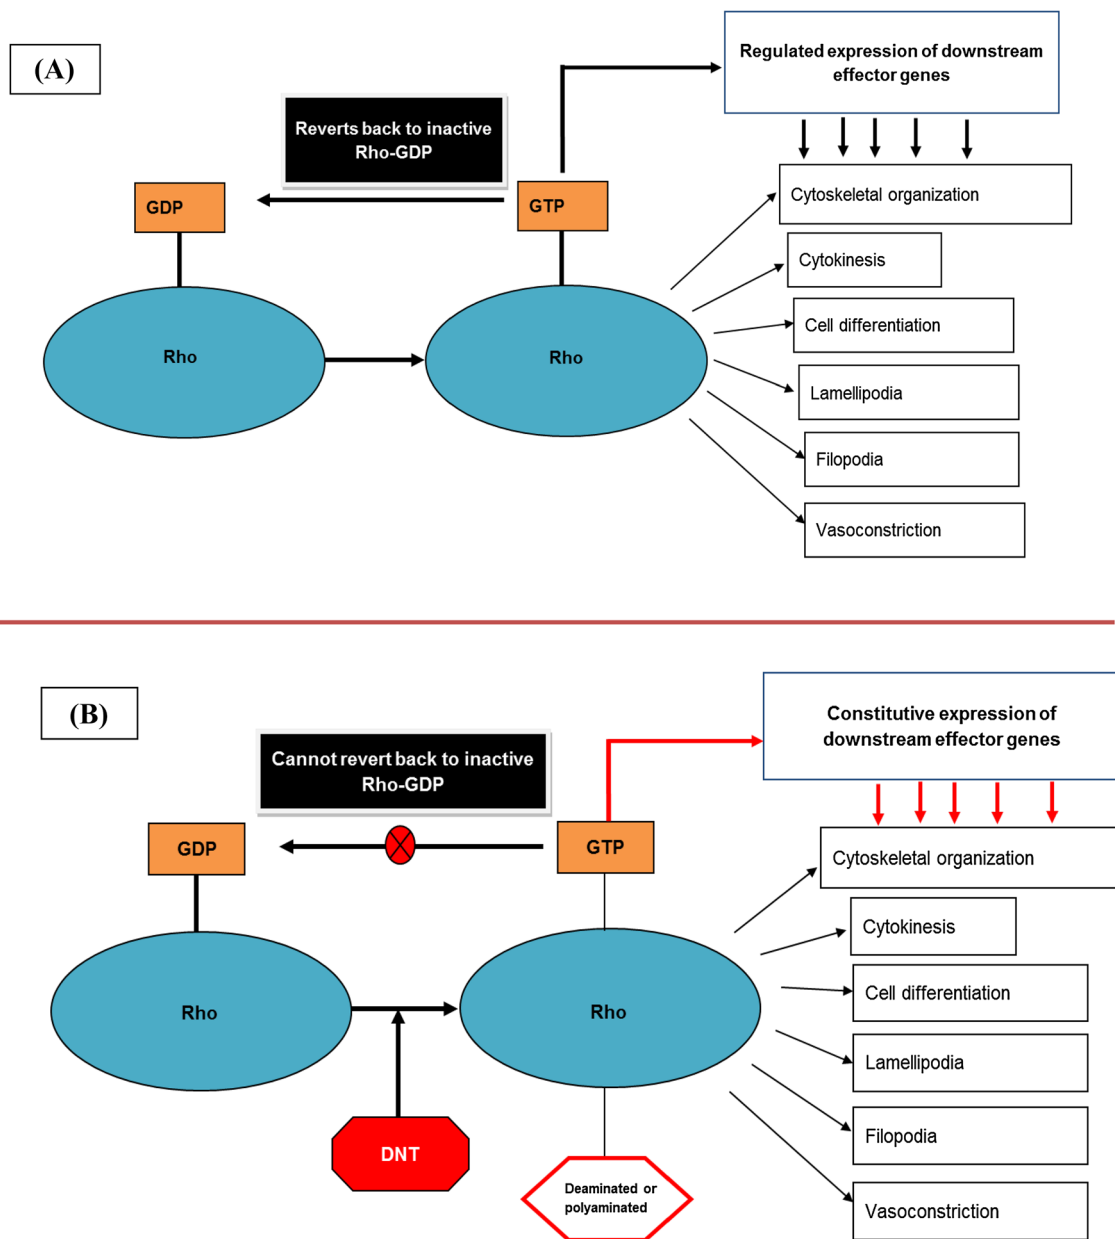 (A)
Regulated expression of downstream
effector genes
Reverts back to inactive
Rho-GDP
GDP
GTP
Cytoskeletal organization
Cytokinesis
Cell differentiation
Rho
Rho
Lamellipodia
Filopodia
Vasoconstriction
(B)
Constitutive expression of
downstream effector genes
Cannot revert back to inactive
Rho-GDP
GDP
GTP
Cytoskeletal organization
Cytokinesis
Cell differentiation
Rho
Rho
Lamellipodia
Filopodia
DNT
Deaminated or
polyaminated
Vasoconstriction